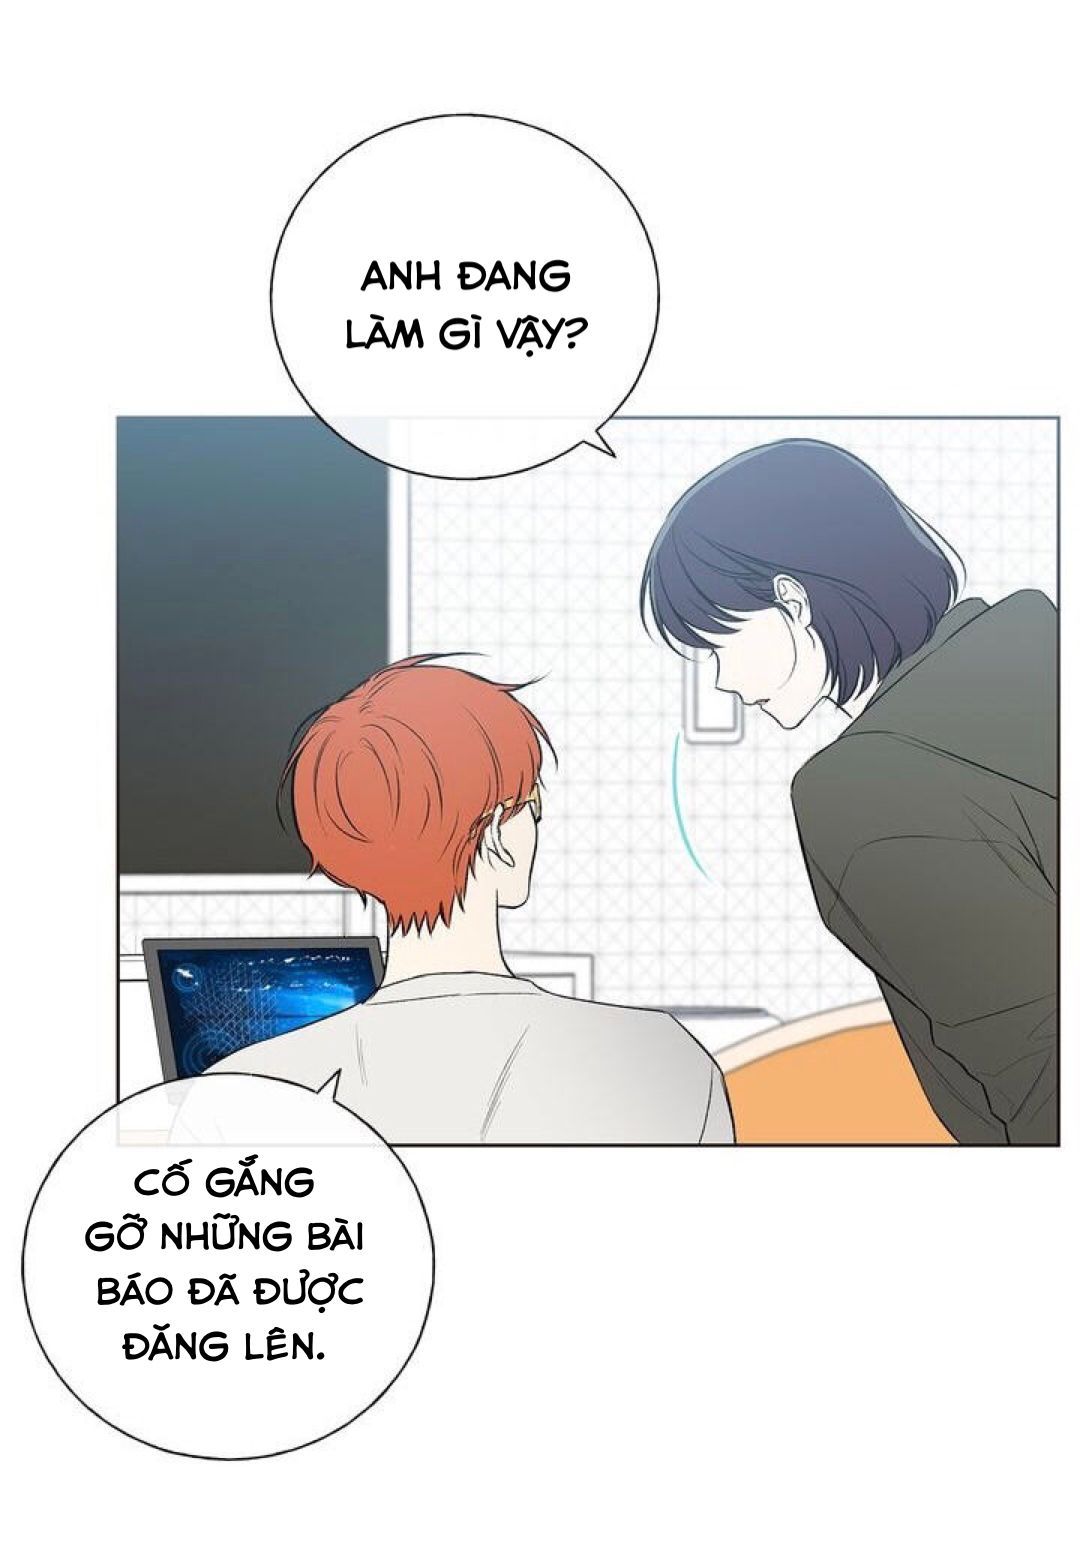 ANH ĐANG
LÀM GÌ VẬY?
CỐ GẮNG
GỠ NHỮNG BÀI
BÁO ĐÃ ĐƯỢC
ĐĂNG LÊN.